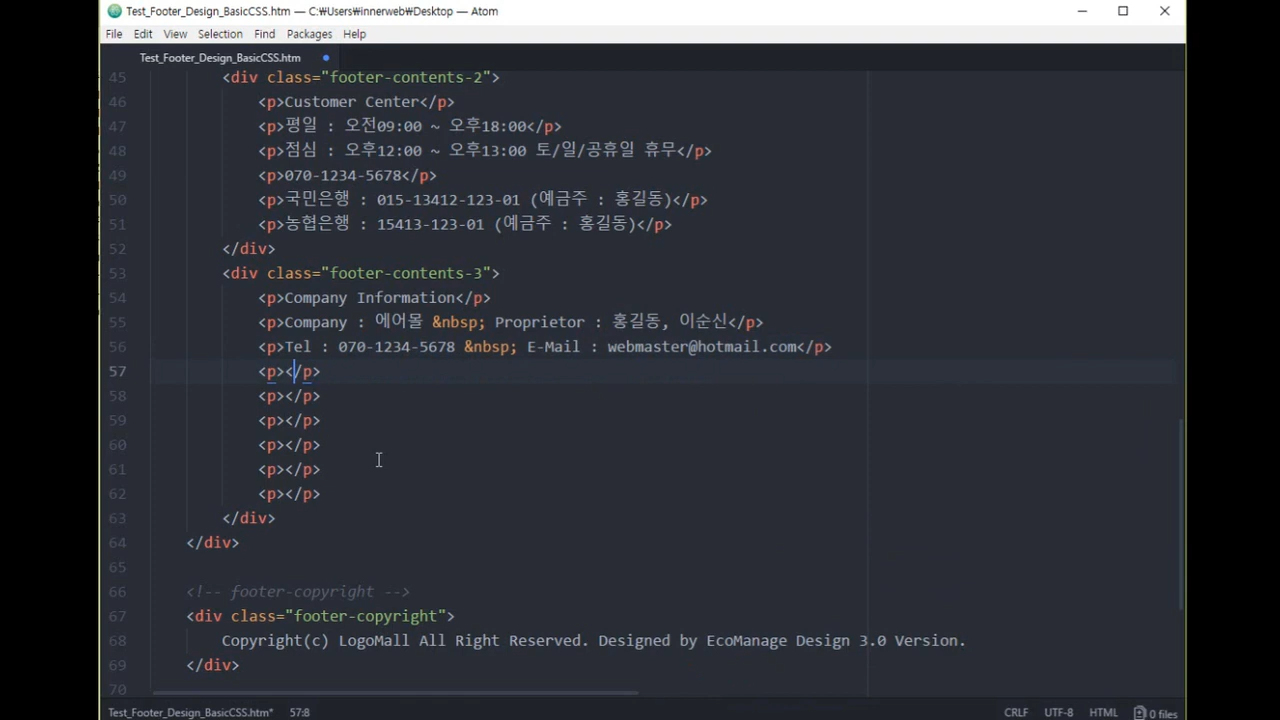 Test_Footer_Design_BasicCSS.htm — C:₩Users₩innerweb₩Desktop — Atom
File Edit View Selection Find Packages Help
Test_Footer_Design_BasicCSS.htm
45 <div class="footer-contents-2">
46 <p>Customer Center</p>
47 <p>평일 : 오전09:00 ~ 오후18:00</p>
48 <p>점심 : 오후12:00 ~ 오후13:00 토/일/공휴일 휴무</p>
49 <p>070-1234-5678</p>
50 <p>국민은행 : 015-13412-123-01 (예금주 : 홍길동)</p>
51 <p>농협은행 : 15413-123-01 (예금주 : 홍길동)</p>
52 </div>
53 <div class="footer-contents-3">
54 <p>Company Information</p>
55 <p>Company : 에어몰 &nbsp; Proprietor : 홍길동, 이순신</p>
56 <p>Tel : 070-1234-5678 &nbsp; E-Mail : webmaster@hotmail.com</p>
57 <p></p>
58 <p></p>
59 <p></p>
60 <p></p>
61 <p></p>
62 <p></p>
63 </div>
64 </div>
65
66 <!-- footer-copyright -->
67 <div class="footer-copyright">
68 Copyright(c) LogoMall All Right Reserved. Designed by EcoManage Design 3.0 Version.
69 </div>
70
Test_Footer_Design_BasicCSS.htm* 57:8 CRLF UTF-8 HTML 0 files